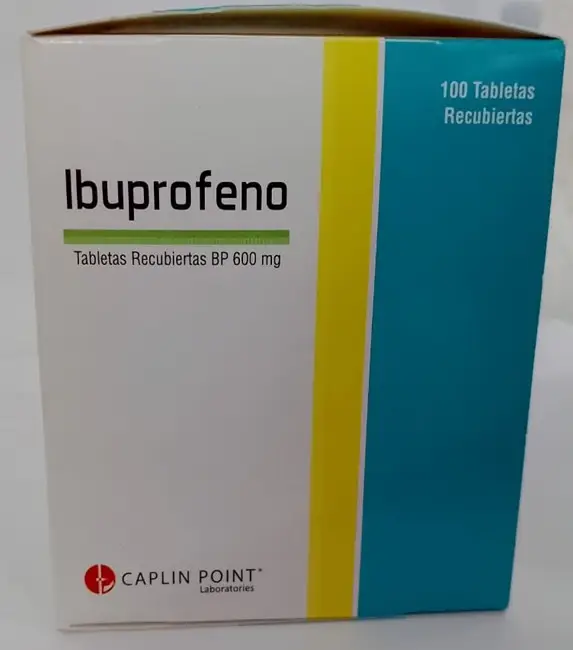 100 Tabletas
Recubiertas
Ibuprofeno
Tabletas Recubiertas BP 600 mg
CAPLIN POINT
Laboratories